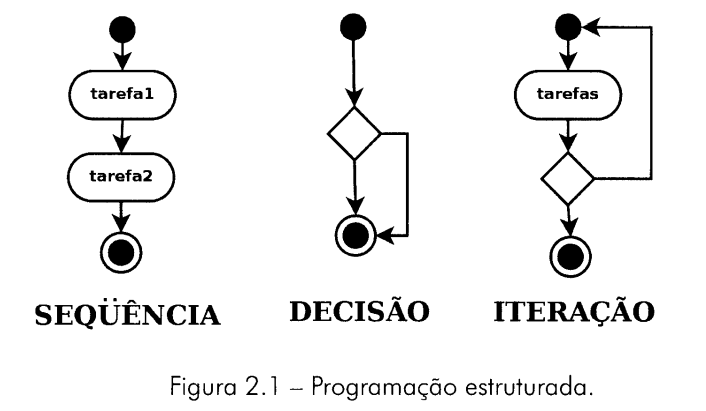 tarefa1
tarefa2
tarefas
SEQÜÊNCIA
DECISÃO
ITERAÇÃO
Figura 2.1 – Programação estruturada.